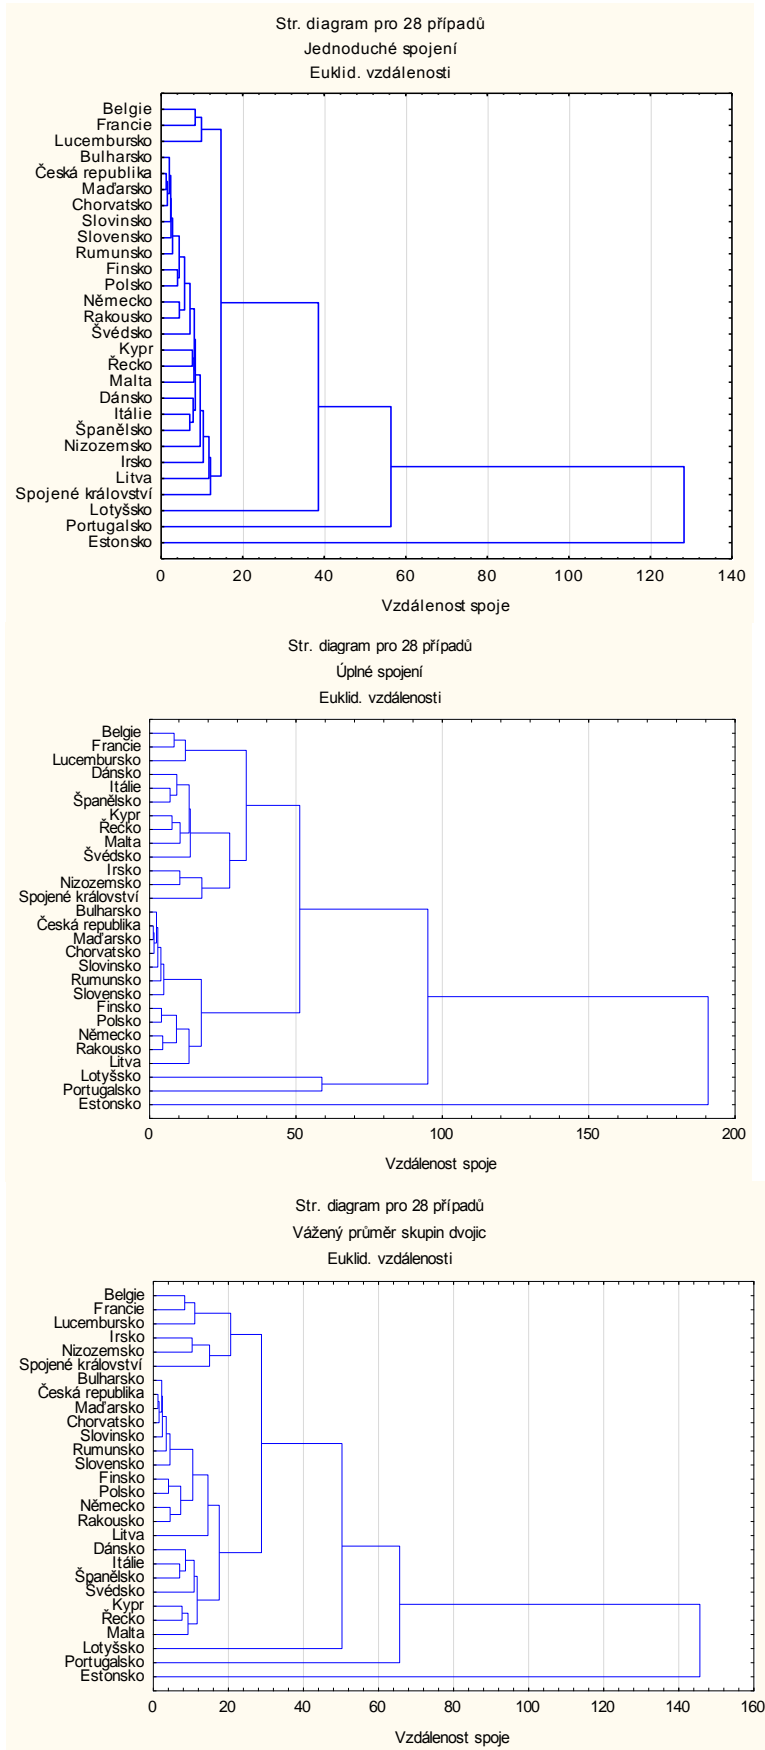 Str. diagram pro 28 případů
Jednoduché spojení
Euklid. vzdálenosti
Belgie
Francie
Lucembursko
Bulharsko
Česká republika
Maďarsko
Chorvatsko
Slovinsko
Slovensko
Rumunsko
Finsko
Polsko
Německo
Rakousko
Švédsko
Kypr
Řecko
Malta
Dánsko
Itálie
Španělsko
Nizozemsko
Irsko
Litva
Spojené království
Lotyšsko
Portugalsko
Estonsko
0 20 40 60 80 100 120 140
Vzdálenost spoje
Str. diagram pro 28 případů
Úplné spojení
Euklid. vzdálenosti
Belgie
Francie
Lucembursko
Dánsko
Itálie
Španělsko
Kypr
Řecko
Malta
Švédsko
Irsko
Nizozemsko
Spojené království
Bulharsko
Česká republika
Maďarsko
Chorvatsko
Slovinsko
Rumunsko
Slovensko
Finsko
Polsko
Německo
Rakousko
Litva
Lotyšsko
Portugalsko
Estonsko
0 50 100 150 200
Vzdálenost spoje
Str. diagram pro 28 případů
Vážený průměr skupin dvojic
Euklid. vzdálenosti
Belgie
Francie
Lucembursko
Irsko
Nizozemsko
Spojené království
Bulharsko
Česká republika
Maďarsko
Chorvatsko
Slovinsko
Rumunsko
Slovensko
Finsko
Polsko
Německo
Rakousko
Litva
Dánsko
Itálie
Španělsko
Švédsko
Kypr
Řecko
Malta
Lotyšsko
Portugalsko
Estonsko
0 20 40 60 80 100 120 140 160
Vzdálenost spoje